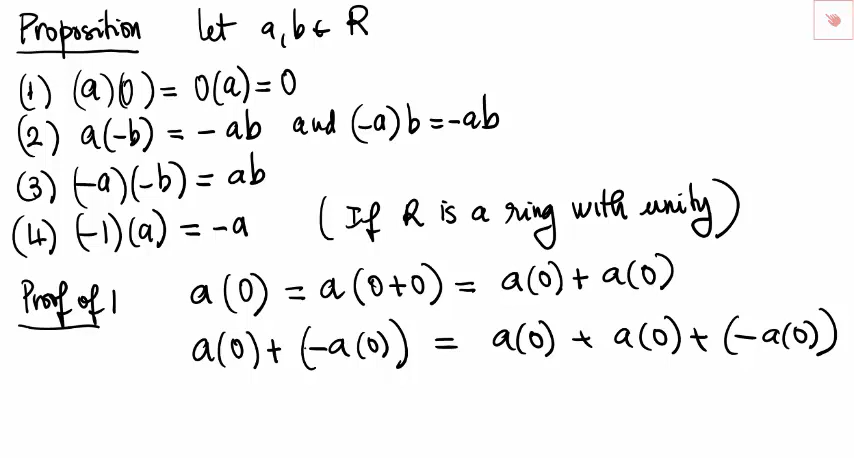 Proposition let a, b ∈ R
(1) (a)(0) = 0(a) = 0
(2) a(-b) = - ab and (-a) b = -ab
(3) (-a)(-b) = ab
(4) (-1)(a) = -a (If R is a ring with unity)
Proof of 1 a(0) = a(0+0) = a(0) + a(0)
a(0) + (-a(0)) = a(0) + a(0) + (-a(0))